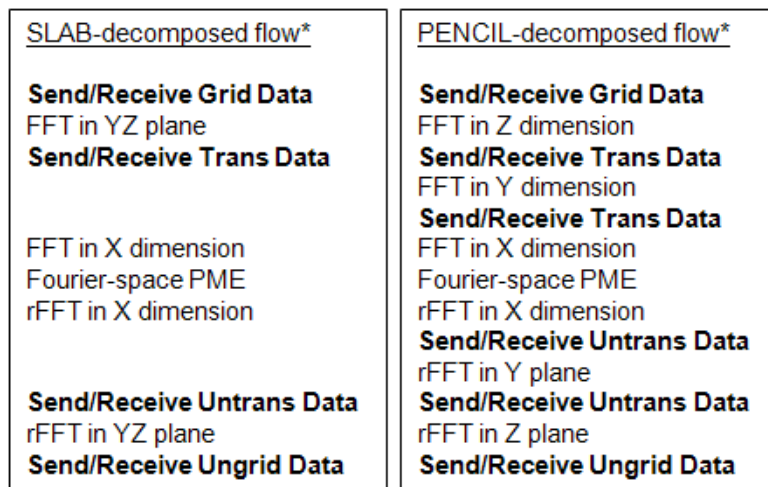 SLAB-decomposed flow*
Send/Receive Grid Data
FFT in YZ plane
Send/Receive Trans Data
FFT in X dimension
Fourier-space PME
rFFT in X dimension
Send/Receive Untrans Data
rFFT in YZ plane
Send/Receive Ungrid Data
PENCIL-decomposed flow*
Send/Receive Grid Data
FFT in Z dimension
Send/Receive Trans Data
FFT in Y dimension
Send/Receive Trans Data
FFT in X dimension
Fourier-space PME
rFFT in X dimension
Send/Receive Untrans Data
rFFT in Y plane
Send/Receive Untrans Data
rFFT in Z plane
Send/Receive Ungrid Data